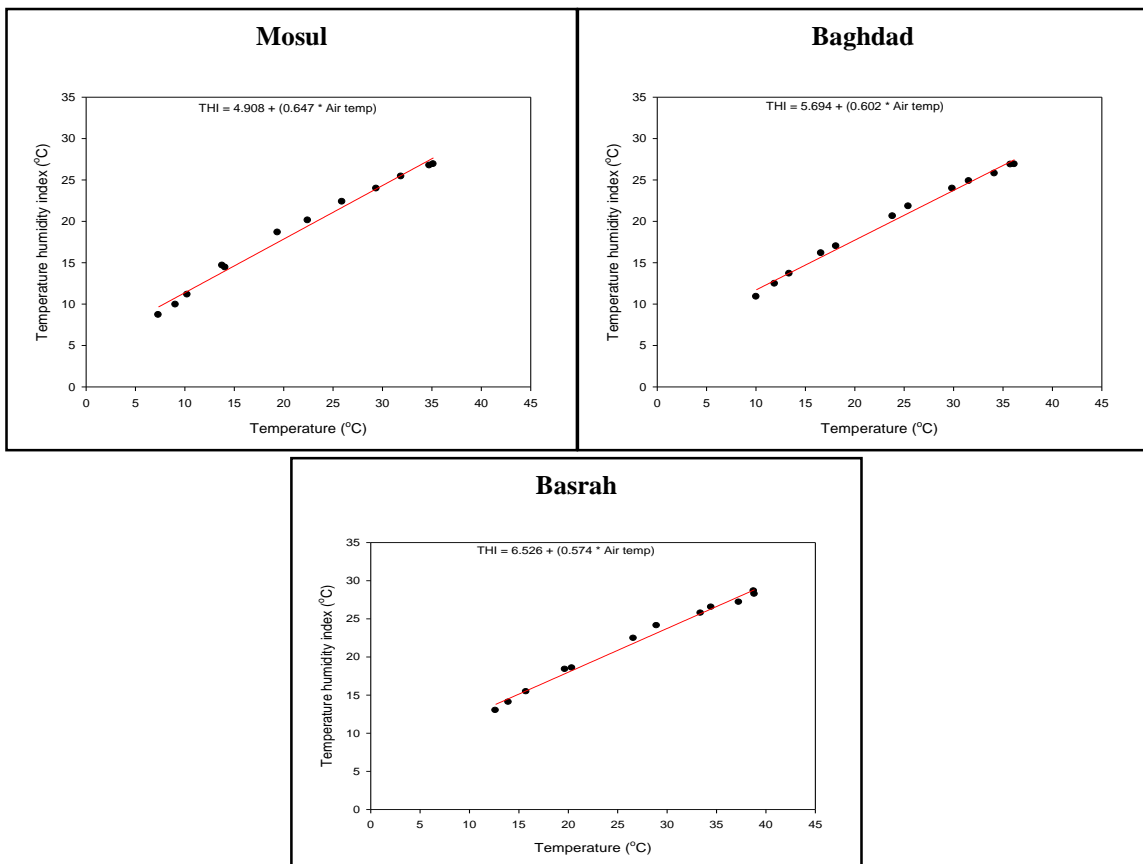 Mosul
THI = 4.908 + (0.647 * Air temp)
Temperature humidity index (°C)
35
30
25
20
15
10
5
0
0 5 10 15 20 25 30 35 40 45
Temperature (°C)
Baghdad
THI = 5.694 + (0.602 * Air temp)
Temperature humidity index (°C)
35
30
25
20
15
10
5
0
0 5 10 15 20 25 30 35 40 45
Temperature (°C)
Basrah
THI = 6.526 + (0.574 * Air temp)
Temperature humidity index (°C)
35
30
25
20
15
10
5
0
0 5 10 15 20 25 30 35 40 45
Temperature (°C)